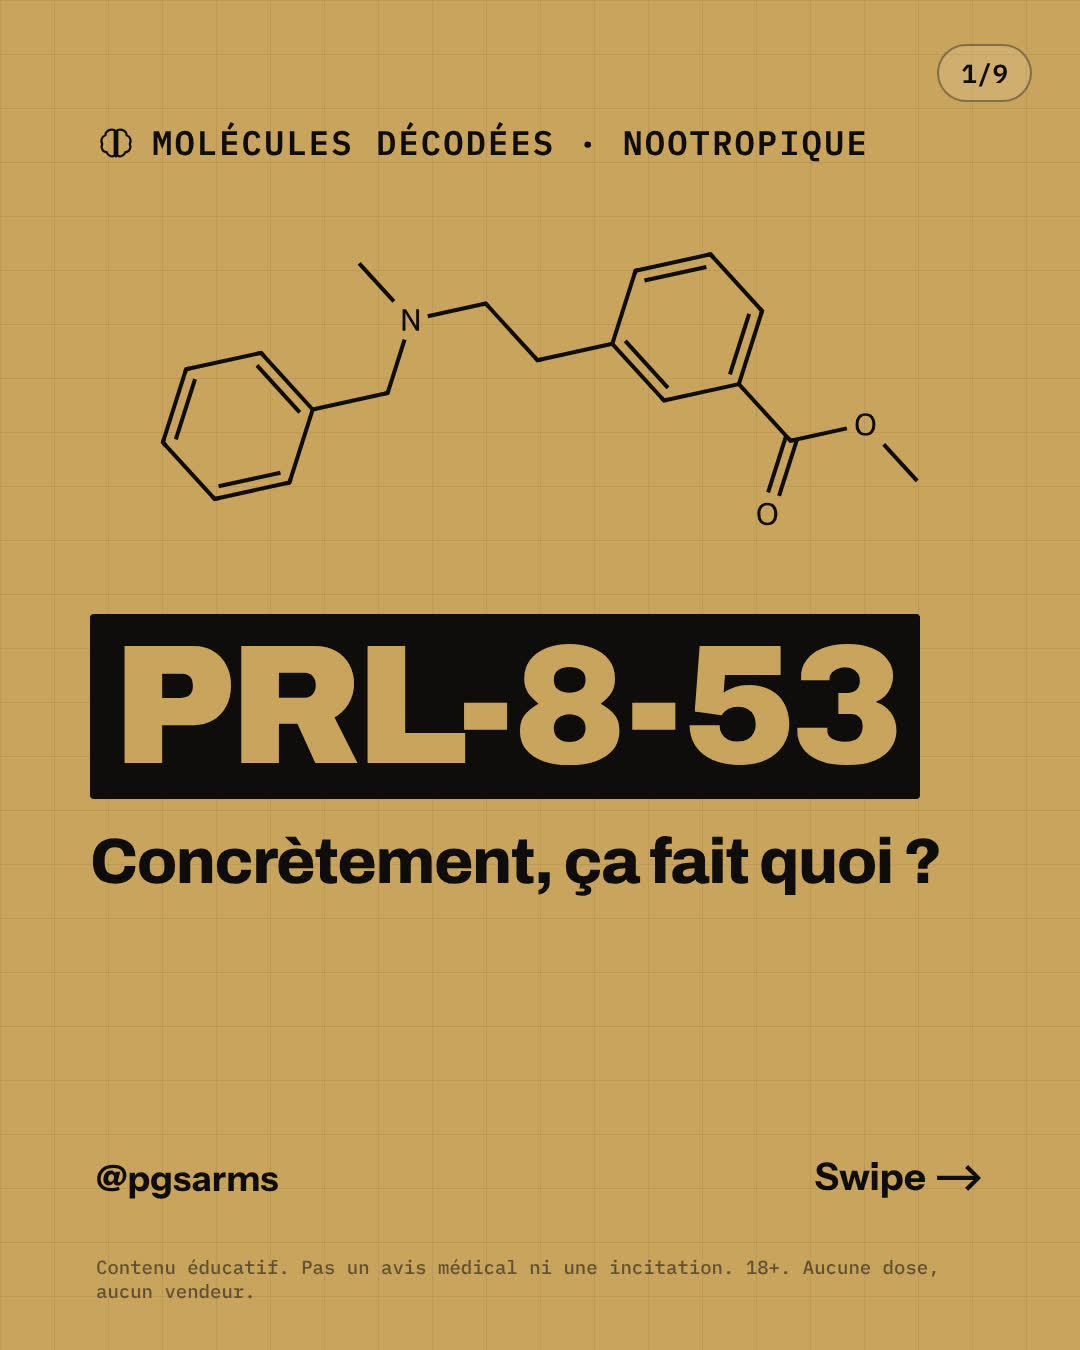 1/9
MOLÉCULES DÉCODÉES · NOOTROPIQUE
N
O
O
PRL-8-53
Concrètement, ça fait quoi ?
@pgsarms
Swipe →
Contenu éducatif. Pas un avis médical ni une incitation. 18+. Aucune dose,
aucun vendeur.